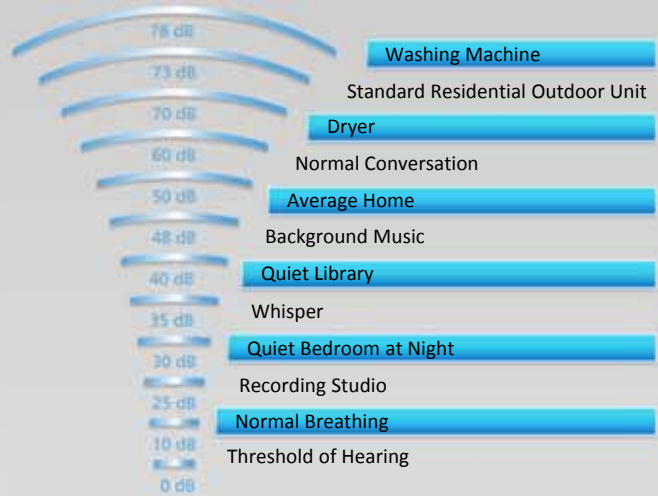 78 dB
Washing Machine
73 dB
Standard Residential Outdoor Unit
70 dB
Dryer
60 dB
Normal Conversation
50 dB
Average Home
48 dB
Background Music
40 dB
Quiet Library
35 dB
Whisper
30 dB
Quiet Bedroom at Night
25 dB
Recording Studio
10 dB
Normal Breathing
0 dB
Threshold of Hearing